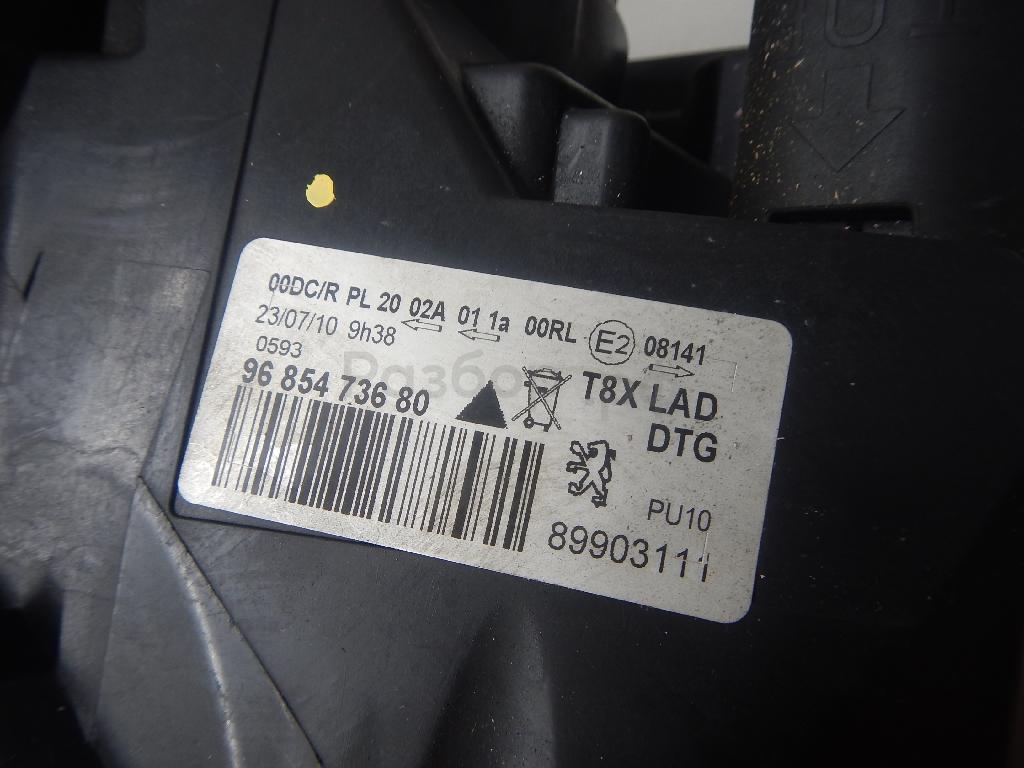 00DC/R PL 20 02A 01 1a 00RL E2 08141
23/07/10 9h38
0593
96 854 736 80
T8X LAD
DTG
PU10
89903111